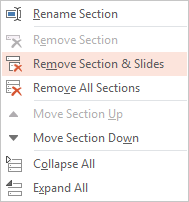 Rename Section
Remove Section
Remove Section & Slides
Remove All Sections
Move Section Up
Move Section Down
Collapse All
Expand All